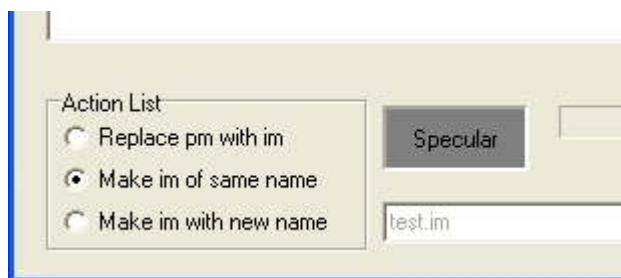 Action List
Replace pm with im
Make im of same name
Make im with new name
Specular
test.im